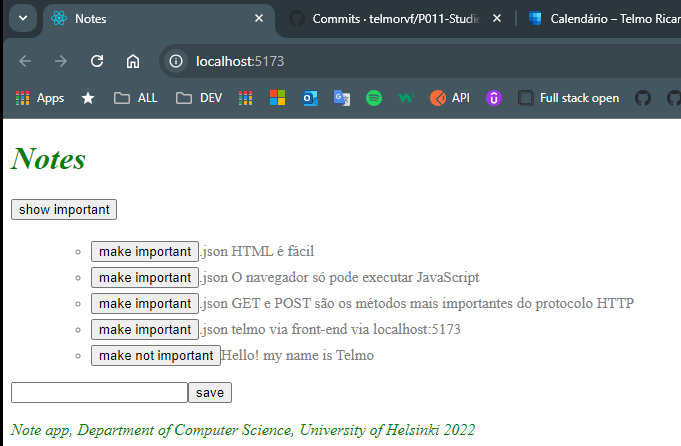 Notes
Commits · telmorvf/P011-Studie
Calendário – Telmo Ricar
localhost:5173
Apps ALL DEV API Full stack open
Notes
show important
make important .json HTML é fácil
make important .json O navegador só pode executar JavaScript
make important .json GET e POST são os métodos mais importantes do protocolo HTTP
make important .json telmo via front-end via localhost:5173
make not important Hello! my name is Telmo
save
Note app, Department of Computer Science, University of Helsinki 2022